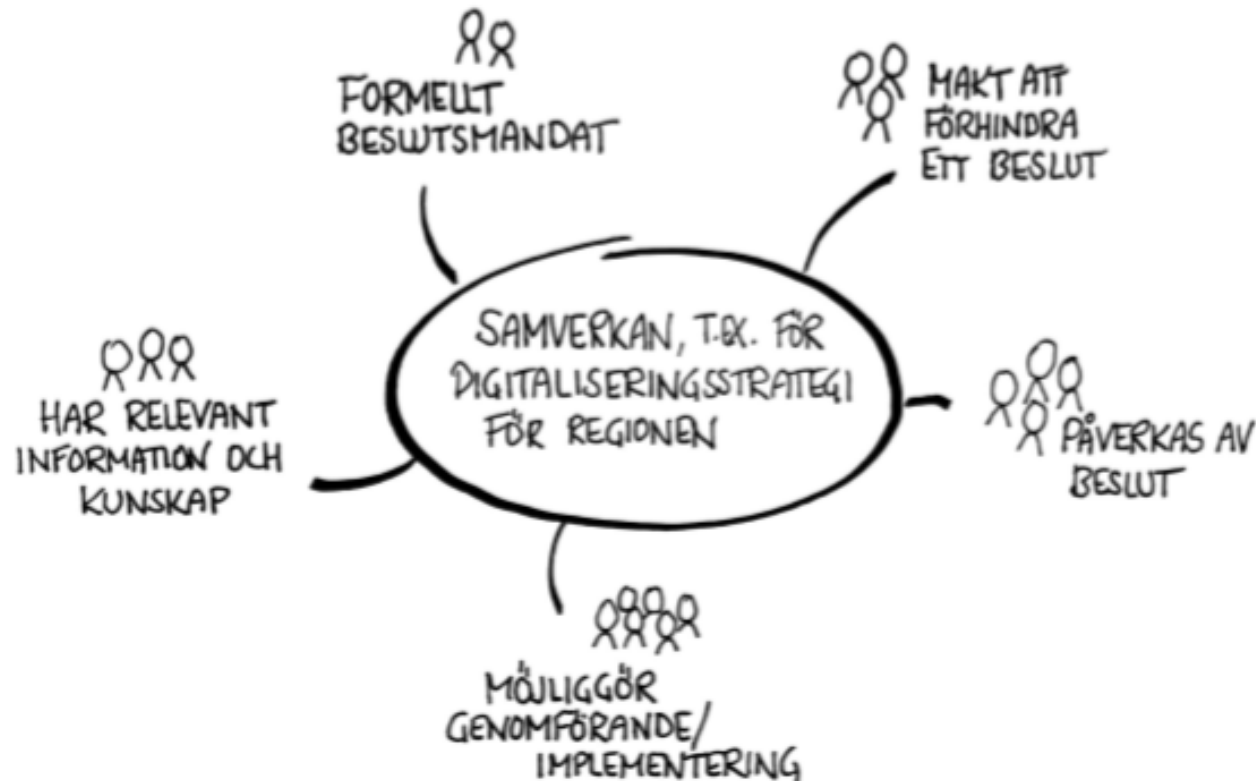 FORMELLT
BESLUTSMANDAT
MAKT ATT
FÖRHINDRA
ETT BESLUT
SAMVERKAN, T.EX. FÖR
DIGITALISERINGSSTRATEGI
FÖR REGIONEN
HAR RELEVANT
INFORMATION OCH
KUNSKAP
PÅVERKAS AV
BESLUT
MÖJLIGGÖR
GENOMFÖRANDE/
IMPLEMENTERING